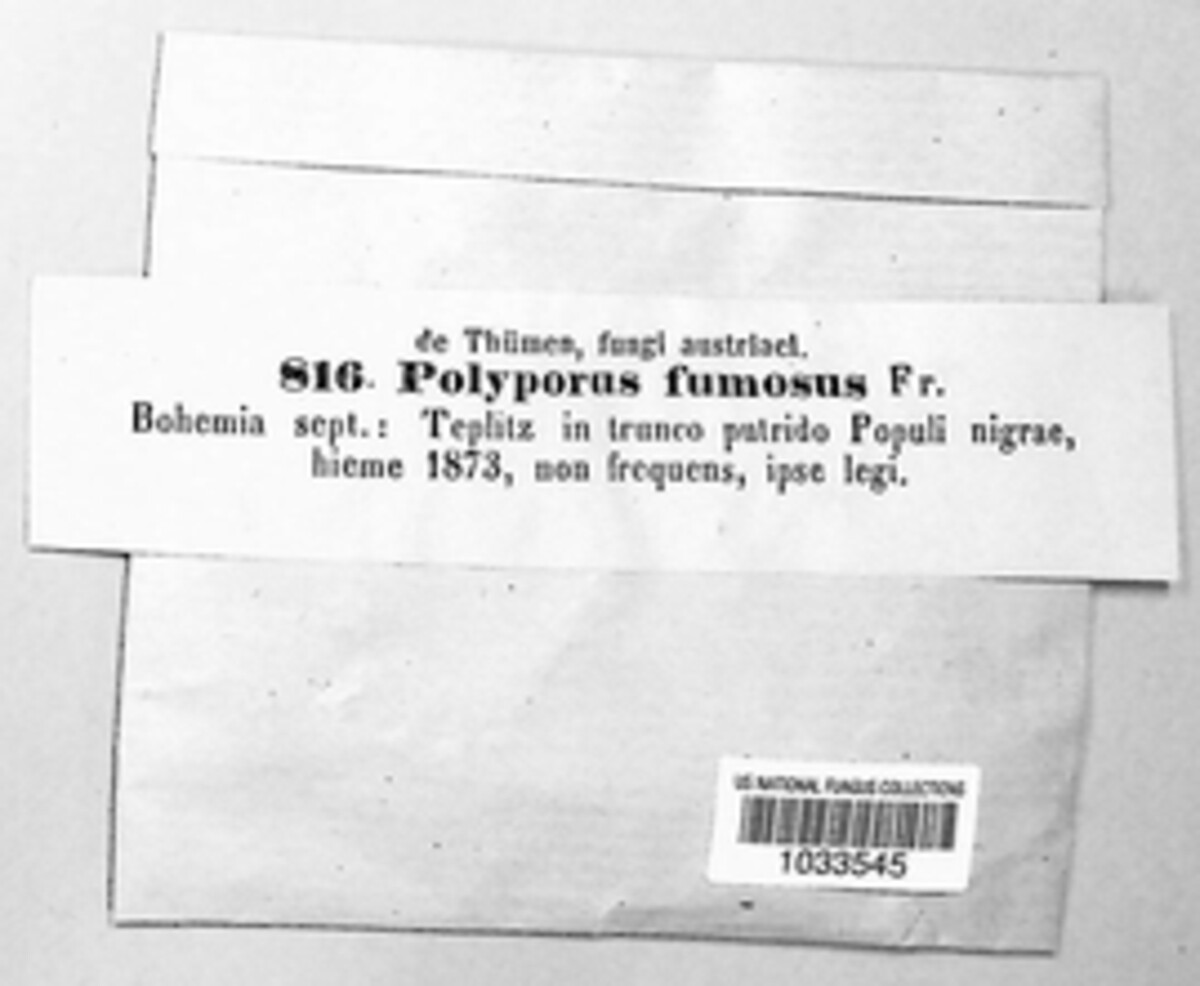 de Thümen, fungi austriaci.
816. Polyporus fumosus Fr.
Bohemia sept.: Teplitz in trunco putrido Populi nigrae,
hieme 1873, non frequens, ipse legi.
US NATIONAL FUNGUS COLLECTIONS
1033545